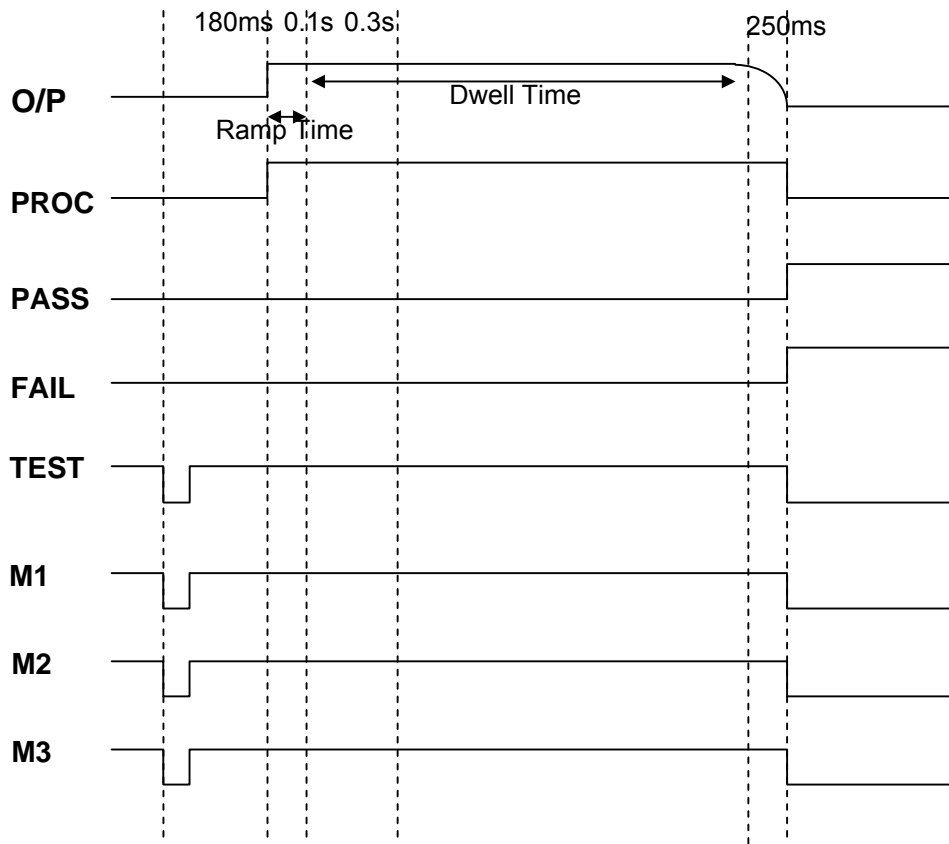 180ms 0.1s 0.3s 250ms
O/P
Dwell Time
Ramp Time
PROC
PASS
FAIL
TEST
M1
M2
M3